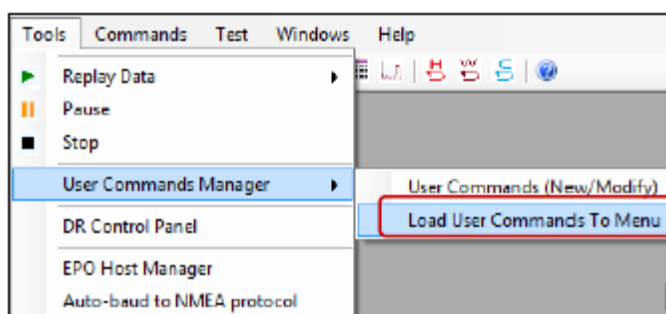 Tools Commands Test Windows Help
Replay Data
Pause
Stop
User Commands Manager
User Commands (New/Modify)
Load User Commands To Menu
DR Control Panel
EPO Host Manager
Auto-baud to NMEA protocol